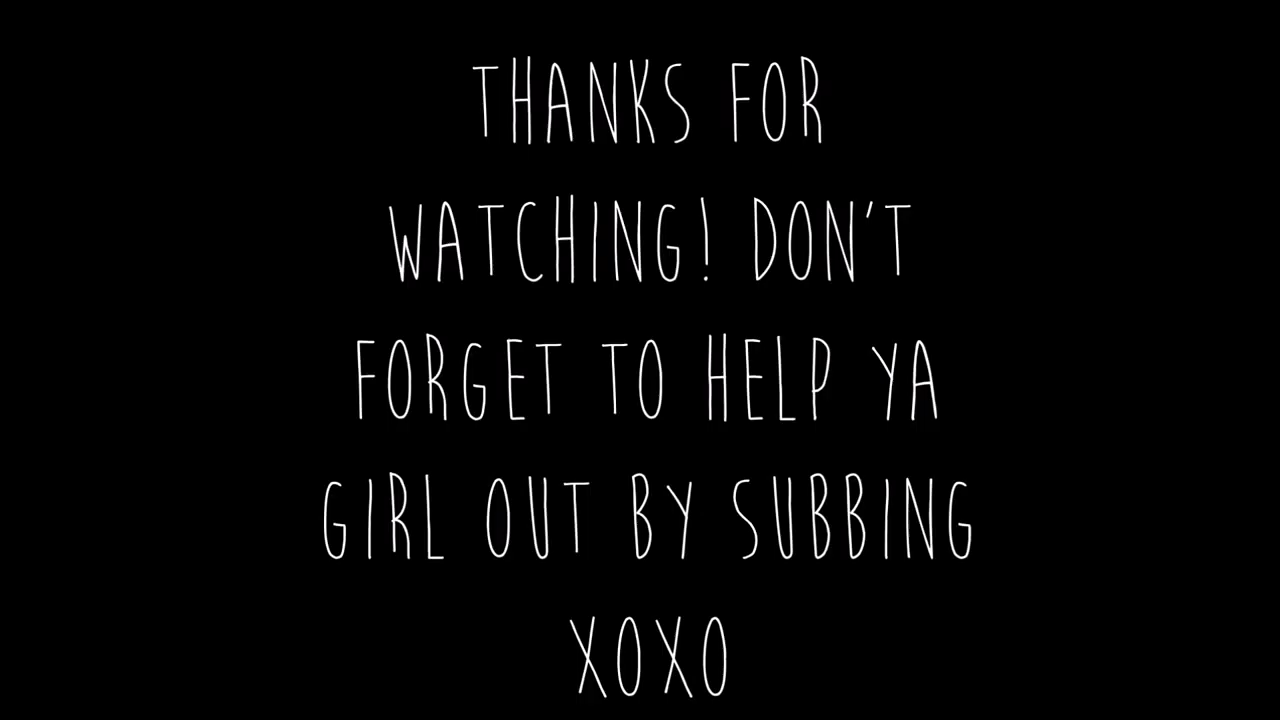 THANKS FOR
WATCHING! DON'T
FORGET TO HELP YA
GIRL OUT BY SUBBING
XOXO